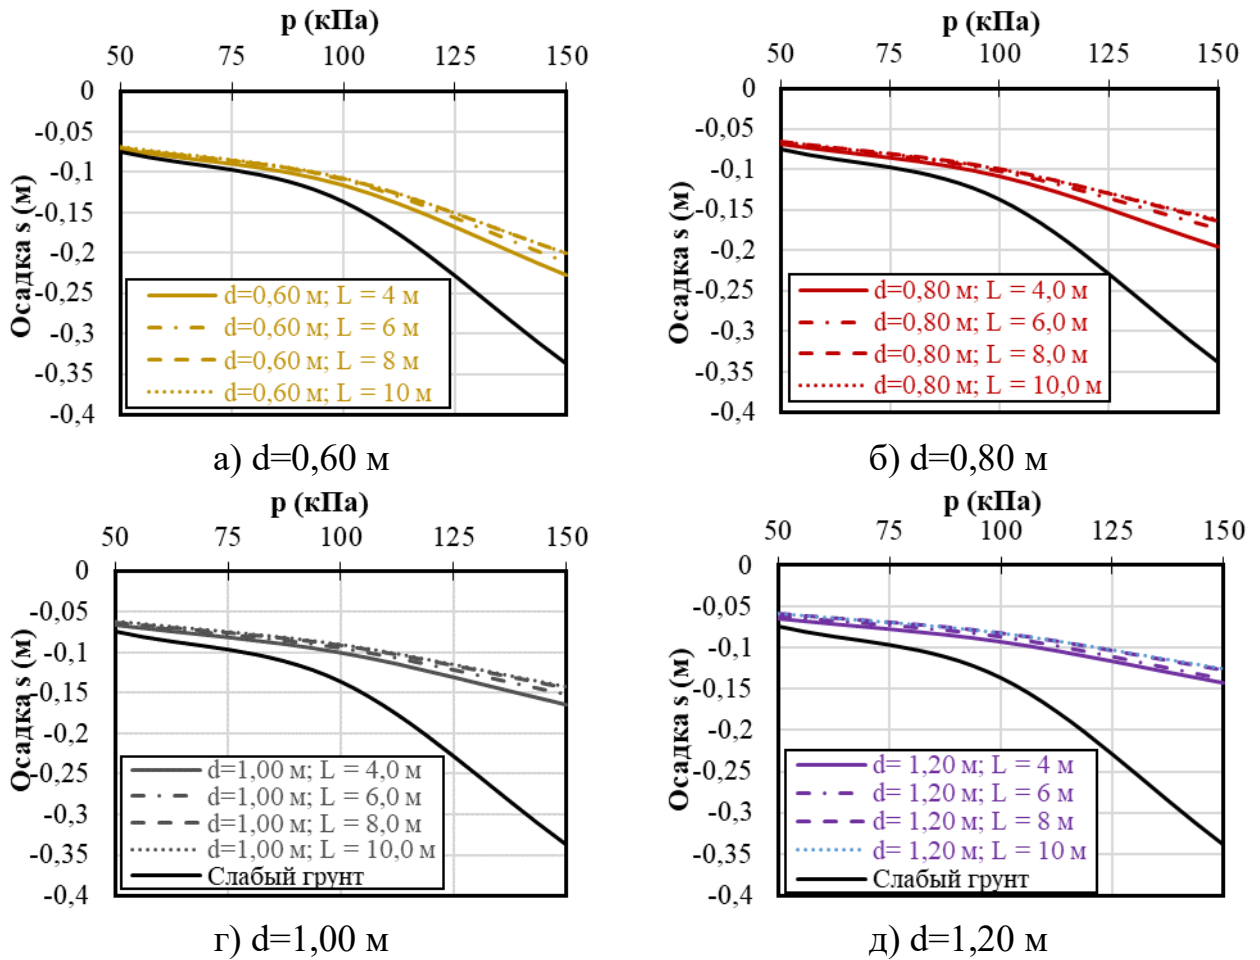 p (кПа)
50 75 100 125 150
0
-0,05
-0,1
-0,15
-0,2
-0,25
-0,3
-0,35
-0,4
Осадка s (м)
d=0,60 м; L = 4 м
d=0,60 м; L = 6 м
d=0,60 м; L = 8 м
d=0,60 м; L = 10 м
а) d=0,60 м
p (кПа)
50 75 100 125 150
0
-0,05
-0,1
-0,15
-0,2
-0,25
-0,3
-0,35
-0,4
Осадка s (м)
d=0,80 м; L = 4,0 м
d=0,80 м; L = 6,0 м
d=0,80 м; L = 8,0 м
d=0,80 м; L = 10,0 м
б) d=0,80 м
p (кПа)
50 75 100 125 150
0
-0,05
-0,1
-0,15
-0,2
-0,25
-0,3
-0,35
-0,4
Осадка s (м)
d=1,00 м; L = 4,0 м
d=1,00 м; L = 6,0 м
d=1,00 м; L = 8,0 м
d=1,00 м; L = 10,0 м
Слабый грунт
г) d=1,00 м
p (кПа)
50 75 100 125 150
0
-0,05
-0,1
-0,15
-0,2
-0,25
-0,3
-0,35
-0,4
Осадка s (м)
d= 1,20 м; L = 4 м
d= 1,20 м; L = 6 м
d= 1,20 м; L = 8 м
d= 1,20 м; L = 10 м
Слабый грунт
д) d=1,20 м